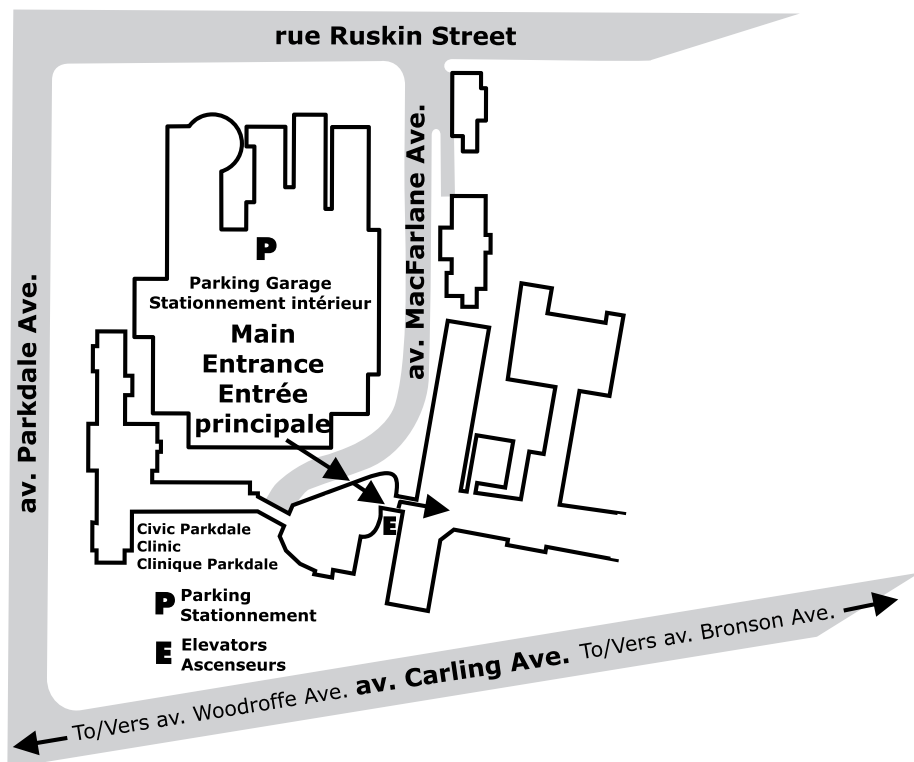 rue Ruskin Street
av. MacFarlane Ave.
av. Parkdale Ave.
P
Parking Garage
Stationnement intérieur
Main
Entrance
Entrée
principale
E
Civic Parkdale
Clinic
Clinique Parkdale
P Parking
Stationnement
E Elevators
Ascenseurs
To/Vers av. Woodroffe Ave. av. Carling Ave. To/Vers av. Bronson Ave.